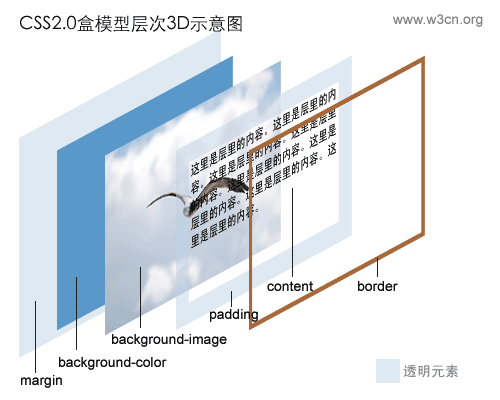 CSS2.0盒模型层次3D示意图
www.w3cn.org
这里是层里的内容。这里是层里的内
容。这里是层里的内容。这里是层里
的内容。这里是层里的内容。这里是
层里的内容。这里是层里的内容。这
里是层里的内容。
content
border
padding
background-image
background-color
margin
透明元素